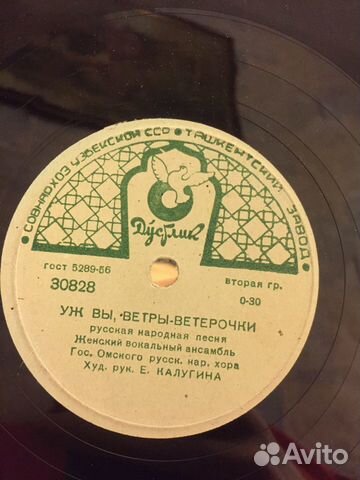 СОВНАРХОЗ УЗБЕКСКОЙ ССР • ТАШКЕНТСКИЙ ЗАВОД •
Дустлик
ГОСТ 5289-56
вторая гр.
30828
0-30
УЖ ВЫ, ВЕТРЫ-ВЕТЕРОЧКИ
русская народная песня
Женский вокальный ансамбль
Гос. Омского русск. нар. хора
Худ. рук. Е. КАЛУГИНА
Avito